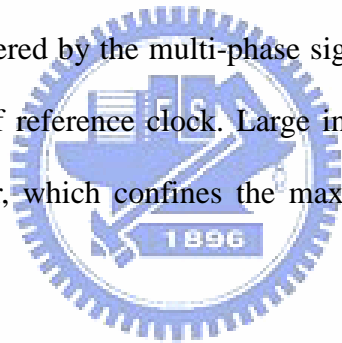 ered by the multi-phase sig
f reference clock. Large in
r, which confines the max
1896